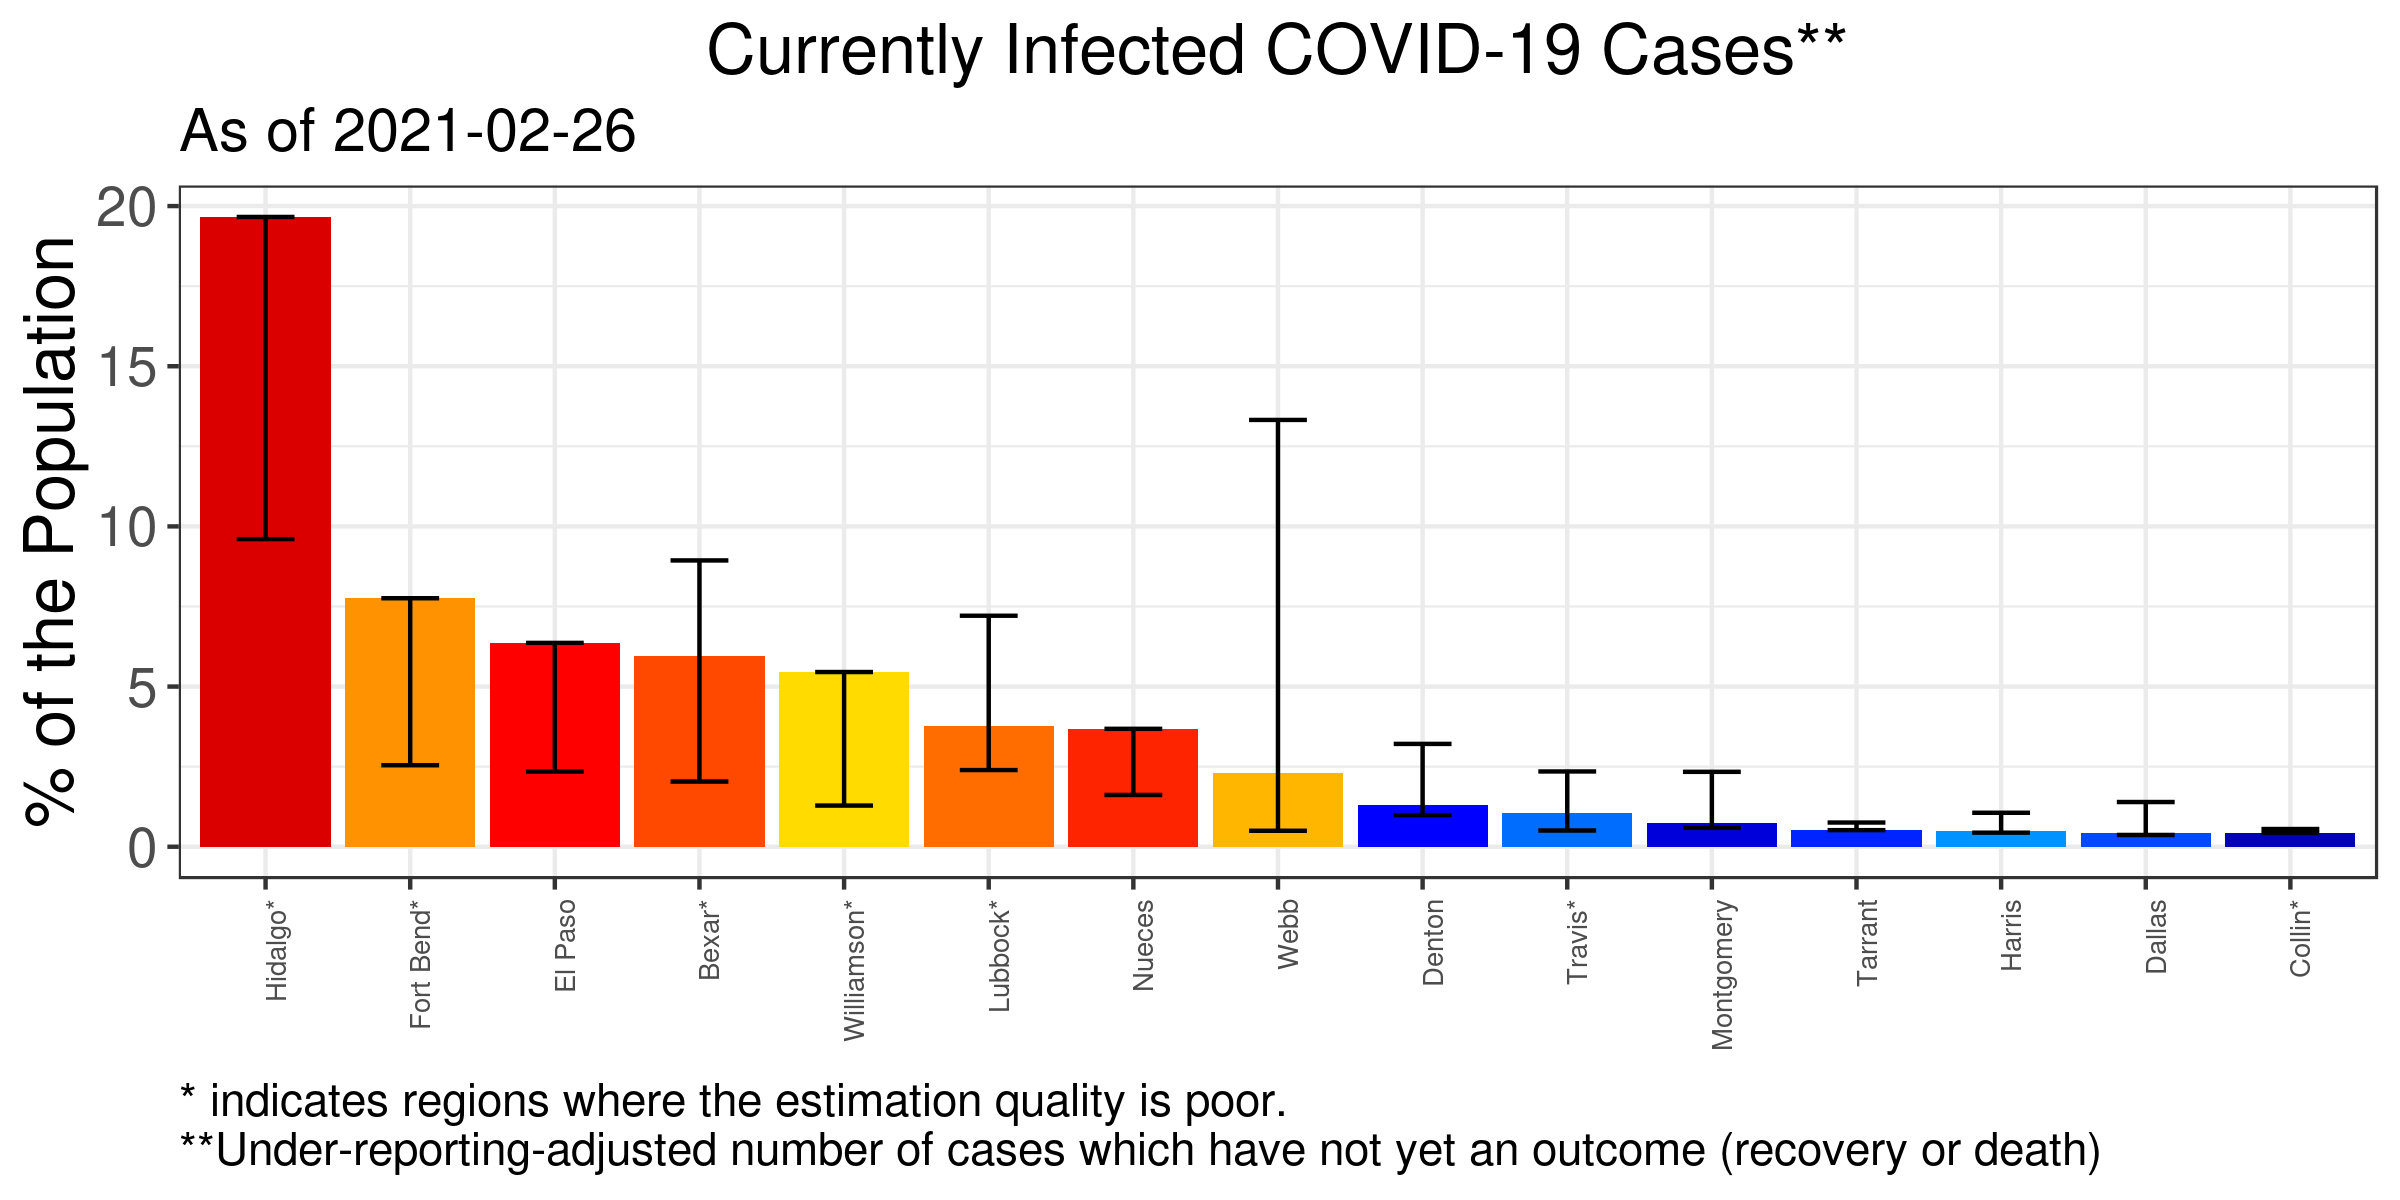 Currently Infected COVID-19 Cases**
As of 2021-02-26
% of the Population
20
15
10
5
0
Hidalgo*
Fort Bend*
El Paso
Bexar*
Williamson*
Lubbock*
Nueces
Webb
Denton
Travis*
Montgomery
Tarrant
Harris
Dallas
Collin*
* indicates regions where the estimation quality is poor.
**Under-reporting-adjusted number of cases which have not yet an outcome (recovery or death)